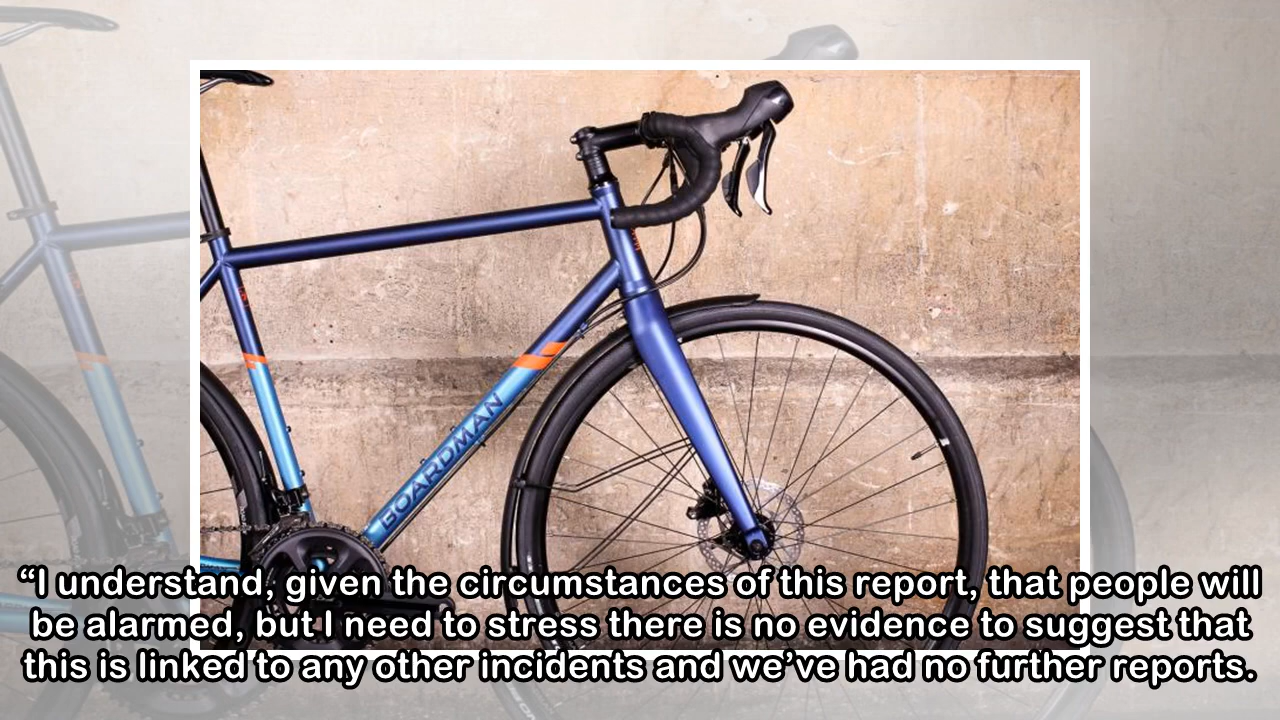 BOARDMAN
“I understand, given the circumstances of this report, that people will
be alarmed, but I need to stress there is no evidence to suggest that
this is linked to any other incidents and we’ve had no further reports.